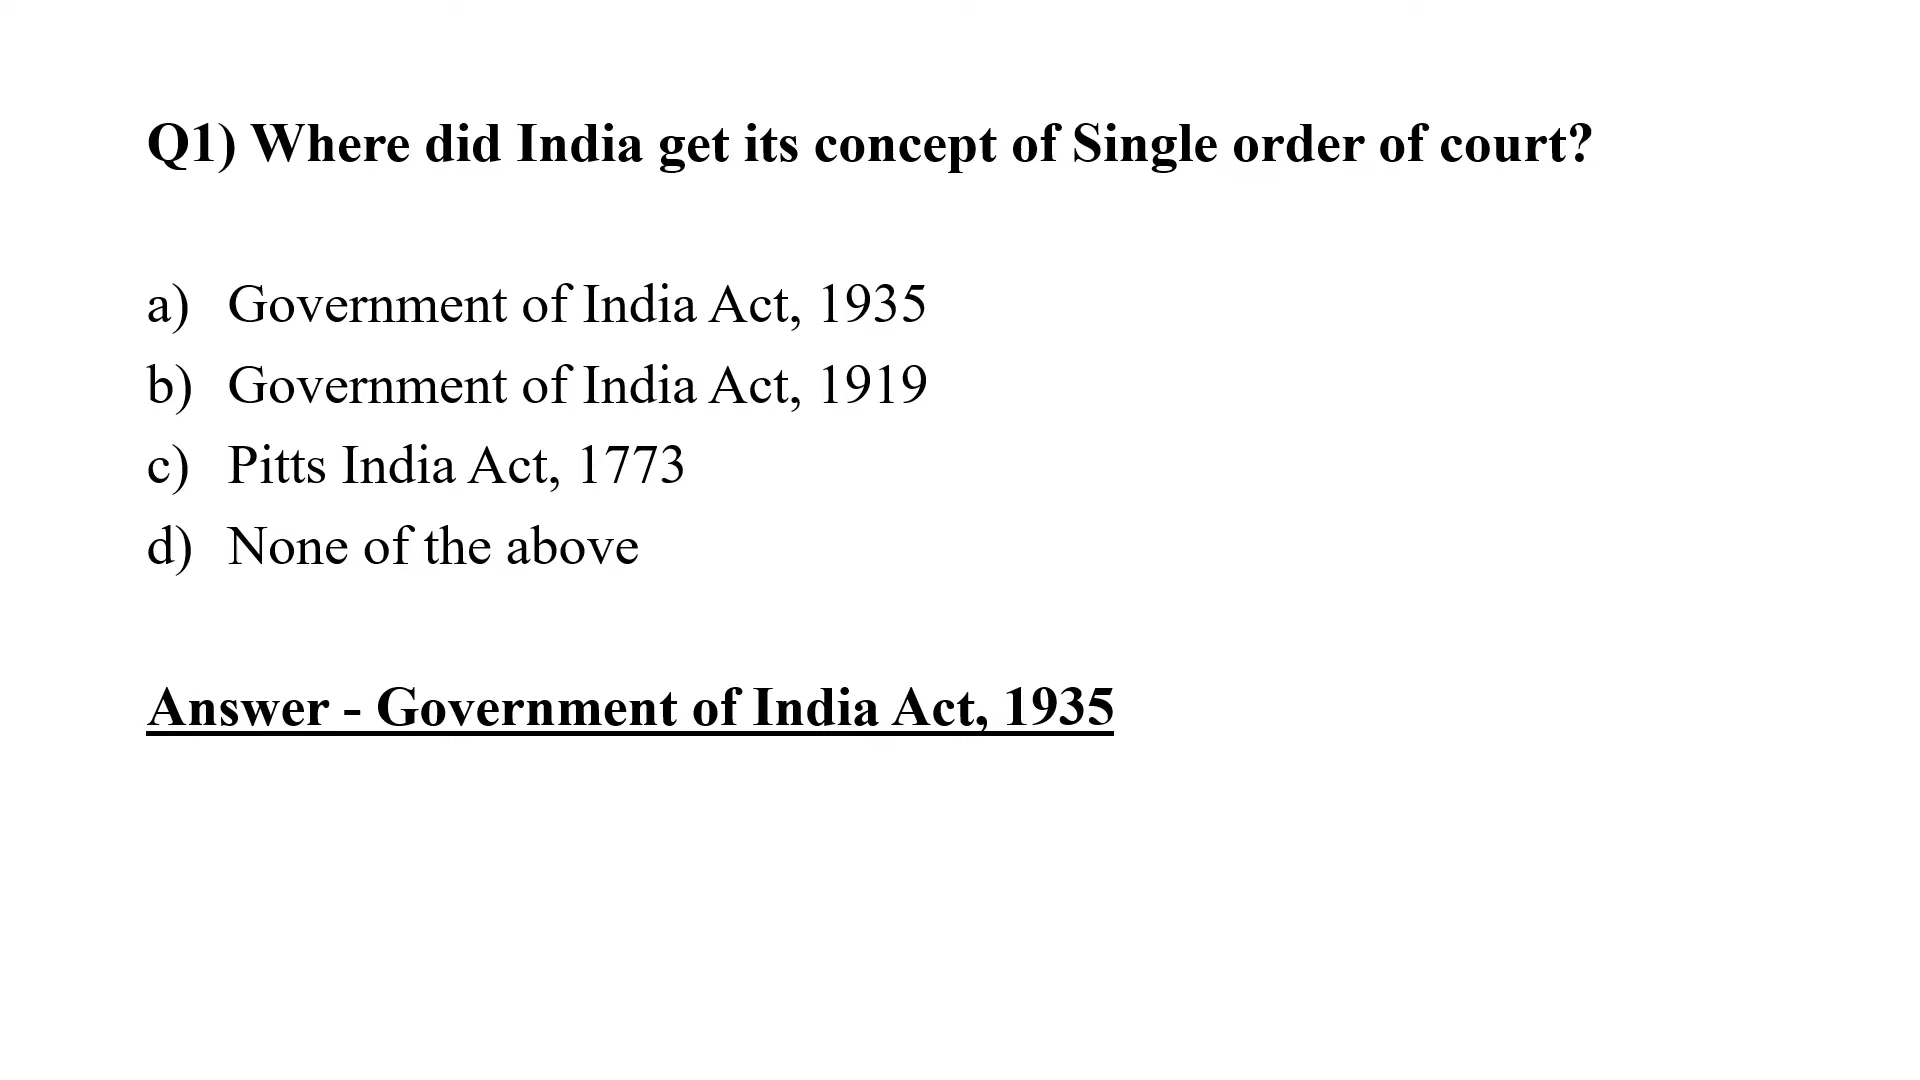 Q1) Where did India get its concept of Single order of court?
a) Government of India Act, 1935
b) Government of India Act, 1919
c) Pitts India Act, 1773
d) None of the above
Answer - Government of India Act, 1935